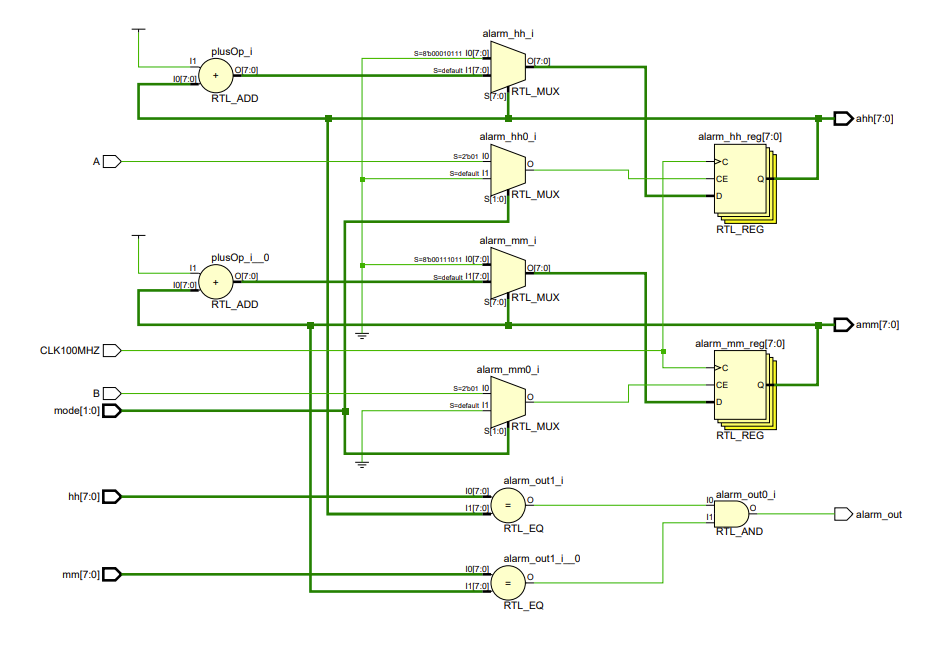 alarm_hh_i
plusOp_i
S=8'b00010111 I0[7:0]
I1
O[7:0]
S=default I1[7:0]
O[7:0]
I0[7:0]
+
RTL_ADD
S[7:0]
RTL_MUX
ahh[7:0]
alarm_hh0_i
alarm_hh_reg[7:0]
A
S=2'b01 I0
O
C
S=default I1
CE
Q
S[1:0]
RTL_MUX
D
RTL_REG
alarm_mm_i
plusOp_i__0
S=8'b00111011 I0[7:0]
I1
O[7:0]
S=default I1[7:0]
O[7:0]
I0[7:0]
+
RTL_ADD
S[7:0]
RTL_MUX
amm[7:0]
alarm_mm_reg[7:0]
CLK100MHZ
alarm_mm0_i
C
B
S=2'b01 I0
O
CE
Q
mode[1:0]
S=default I1
D
S[1:0]
RTL_MUX
RTL_REG
alarm_out1_i
hh[7:0]
I0[7:0]
O
=
I1[7:0]
RTL_EQ
alarm_out0_i
I0
O
I1
RTL_AND
alarm_out
alarm_out1_i__0
mm[7:0]
I0[7:0]
O
=
I1[7:0]
RTL_EQ